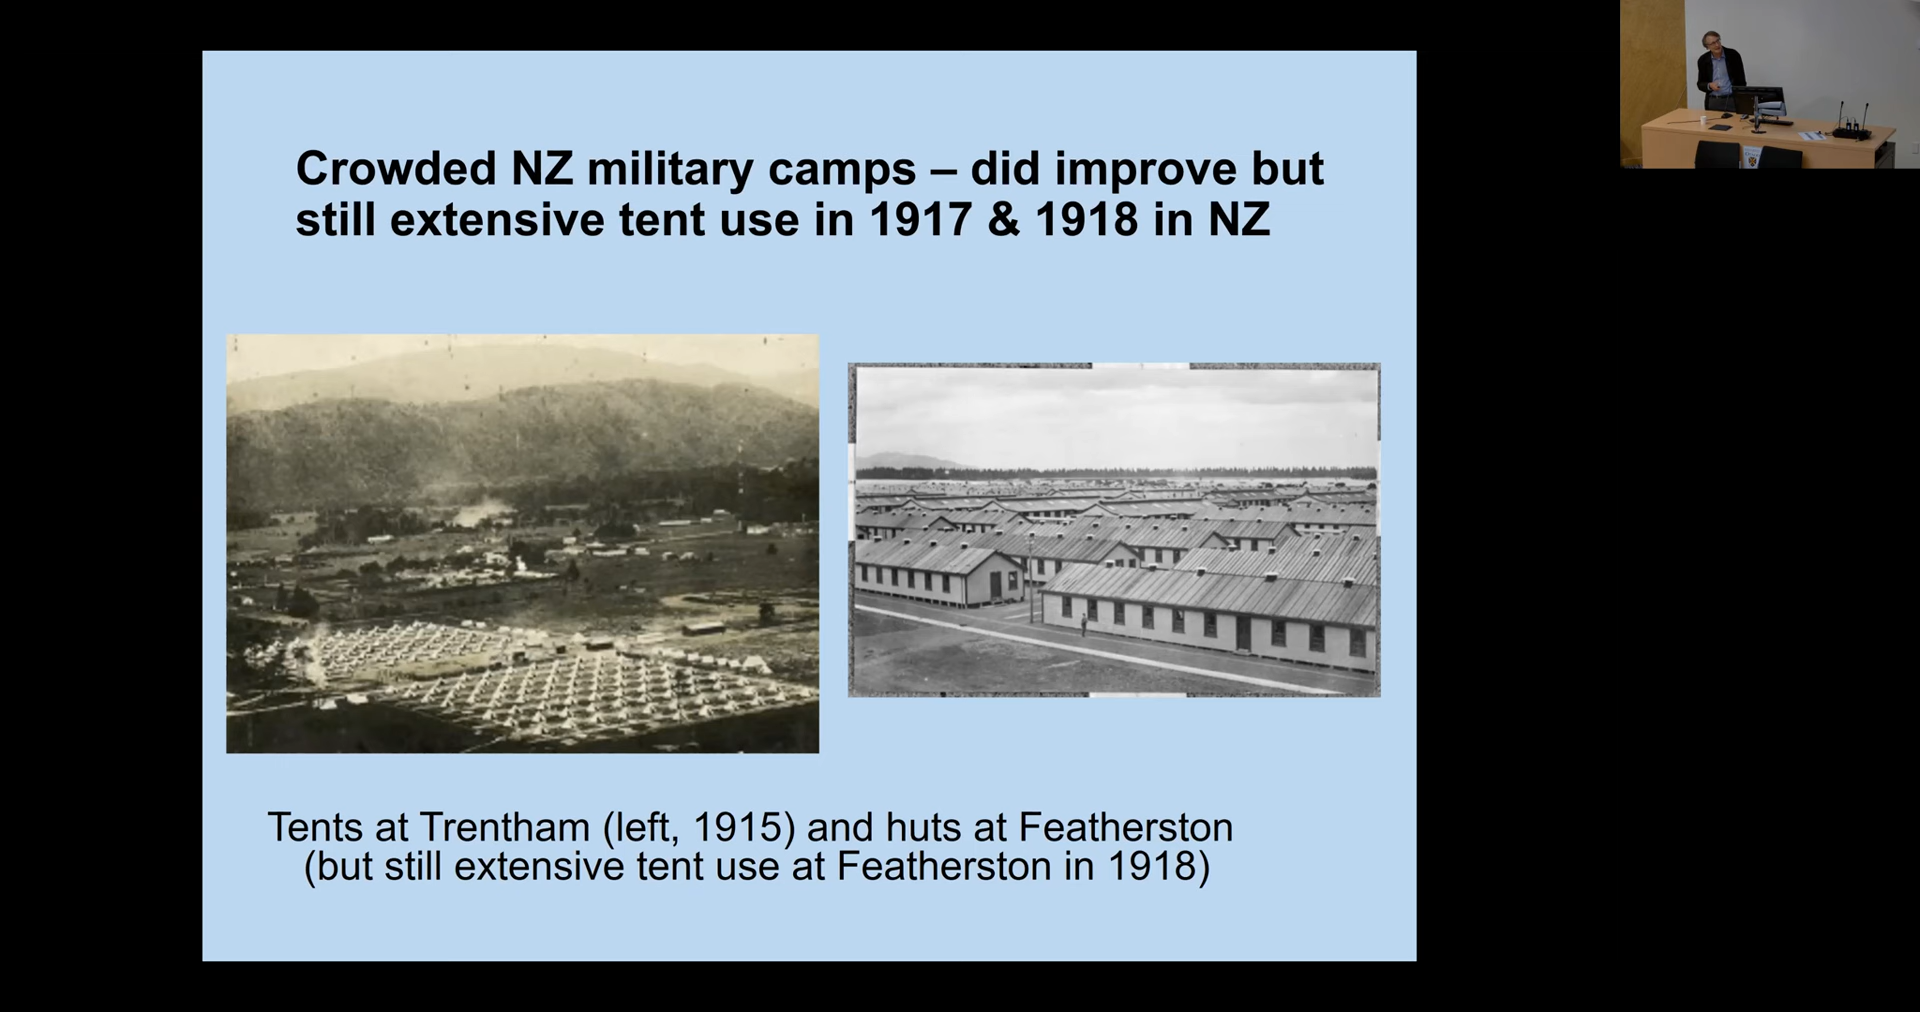 Crowded NZ military camps – did improve but
still extensive tent use in 1917 & 1918 in NZ
Tents at Trentham (left, 1915) and huts at Featherston
(but still extensive tent use at Featherston in 1918)